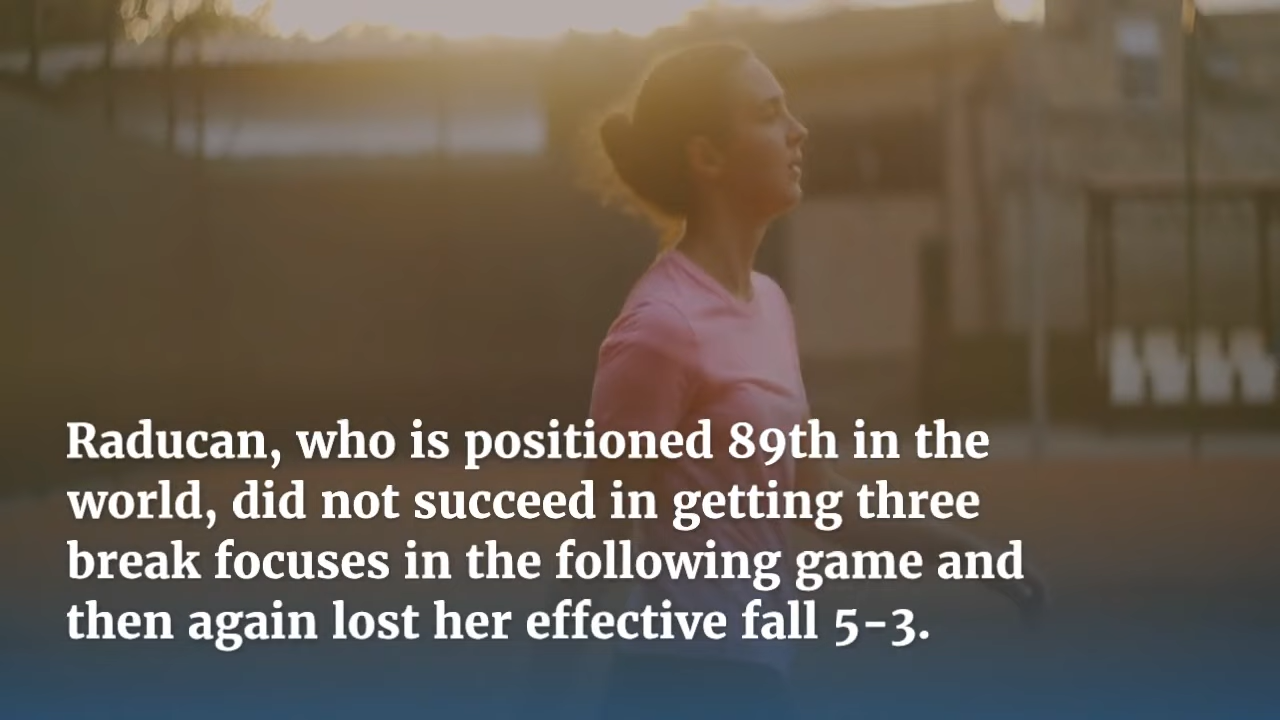 Raducan, who is positioned 89th in the
world, did not succeed in getting three
break focuses in the following game and
then again lost her effective fall 5-3.